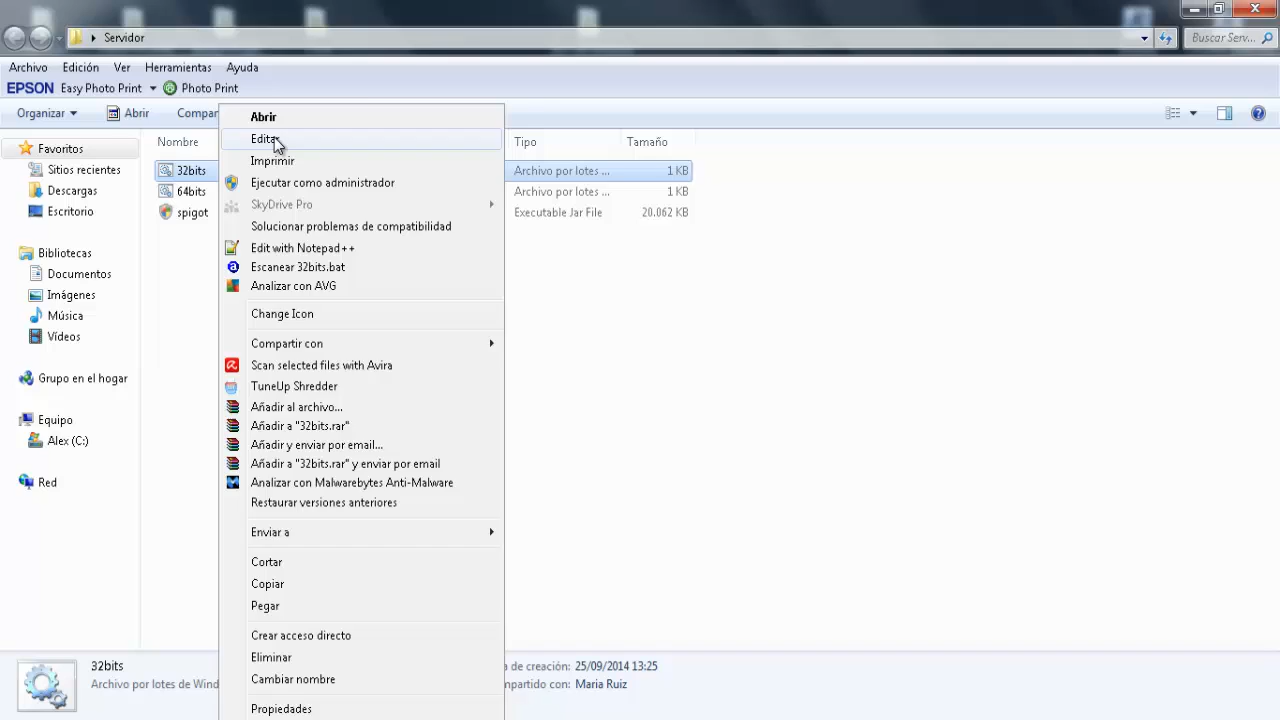 Servidor
Buscar Serv...
Archivo Edición Ver Herramientas Ayuda
EPSON Easy Photo Print Photo Print
Organizar Abrir Compar
Nombre Tipo Tamaño
Favoritos
Sitios recientes
Descargas
Escritorio
Bibliotecas
Documentos
Imágenes
Música
Vídeos
Grupo en el hogar
Equipo
Alex (C:)
Red
32bits Archivo por lotes ... 1 KB
64bits Archivo por lotes ... 1 KB
spigot Executable Jar File 20.062 KB
Abrir
Edita
Imprimir
Ejecutar como administrador
SkyDrive Pro
Solucionar problemas de compatibilidad
Edit with Notepad++
Escanear 32bits.bat
Analizar con AVG
Change Icon
Compartir con
Scan selected files with Avira
TuneUp Shredder
Añadir al archivo...
Añadir a "32bits.rar"
Añadir y enviar por email...
Añadir a "32bits.rar" y enviar por email
Analizar con Malwarebytes Anti-Malware
Restaurar versiones anteriores
Enviar a
Cortar
Copiar
Pegar
Crear acceso directo
Eliminar
Cambiar nombre
Propiedades
32bits
Archivo por lotes de Wind
a de creación: 25/09/2014 13:25
mpartido con: Maria Ruiz